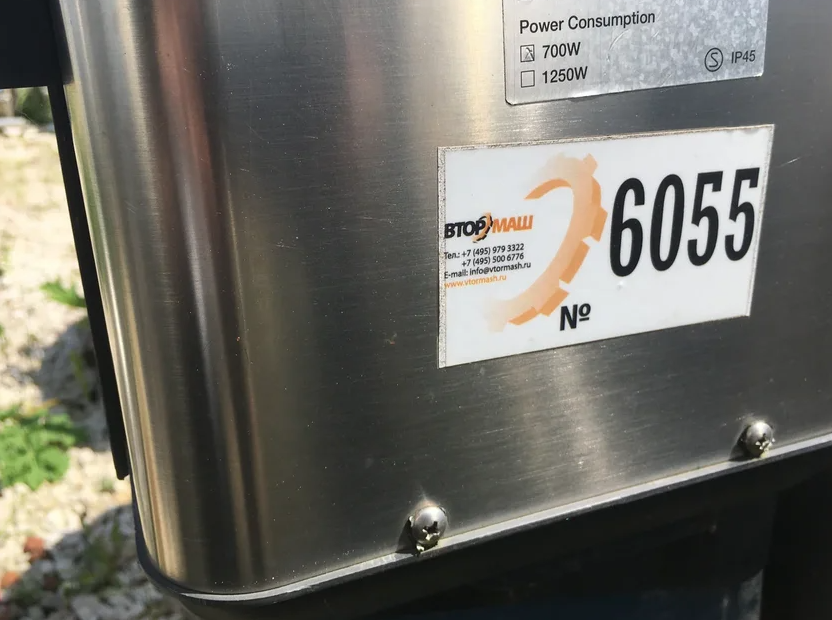 Power Consumption
700W
1250W
IP45
ВТОРМАШ
Тел.: +7 (495) 979 3322
+7 (495) 500 6776
E-mail: info@vtormash.ru
www.vtormash.ru
№
6055